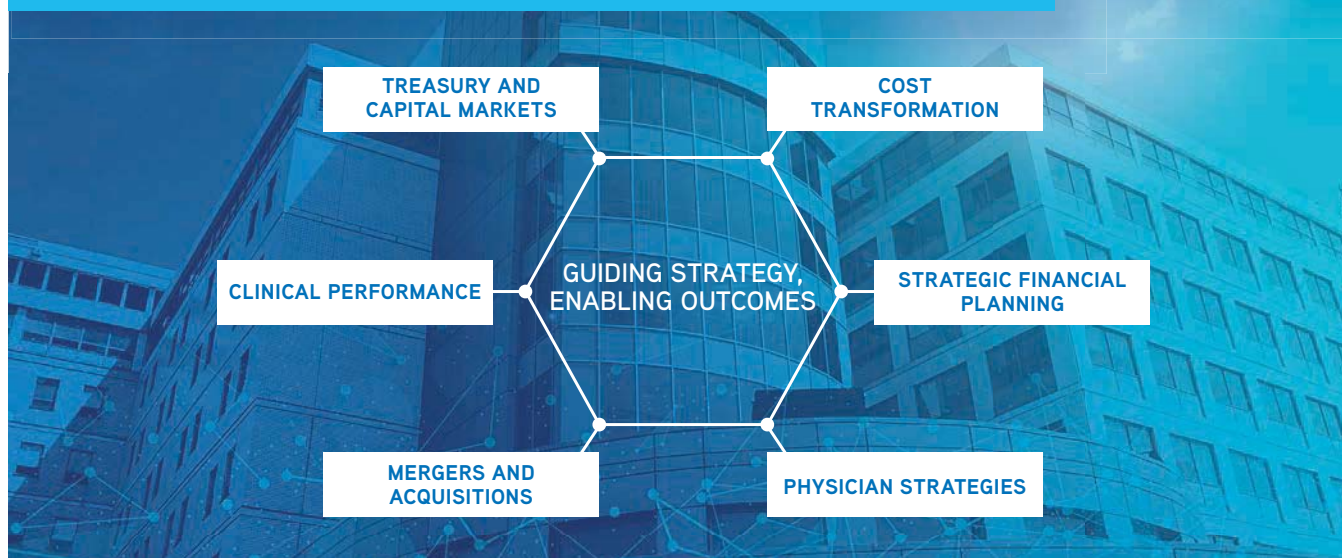 TREASURY AND
CAPITAL MARKETS
COST
TRANSFORMATION
CLINICAL PERFORMANCE
GUIDING STRATEGY,
ENABLING OUTCOMES
STRATEGIC FINANCIAL
PLANNING
MERGERS AND
ACQUISITIONS
PHYSICIAN STRATEGIES